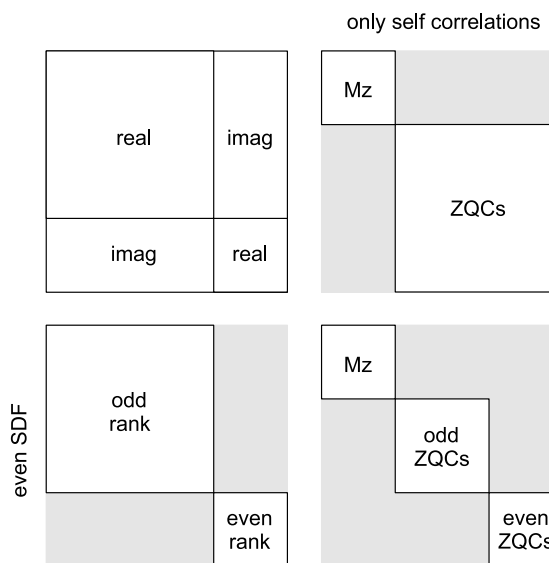 only self correlations
real
imag
imag
real
Mz
ZQCs
even SDF
odd
rank
even
rank
Mz
odd
ZQCs
even
ZQCs